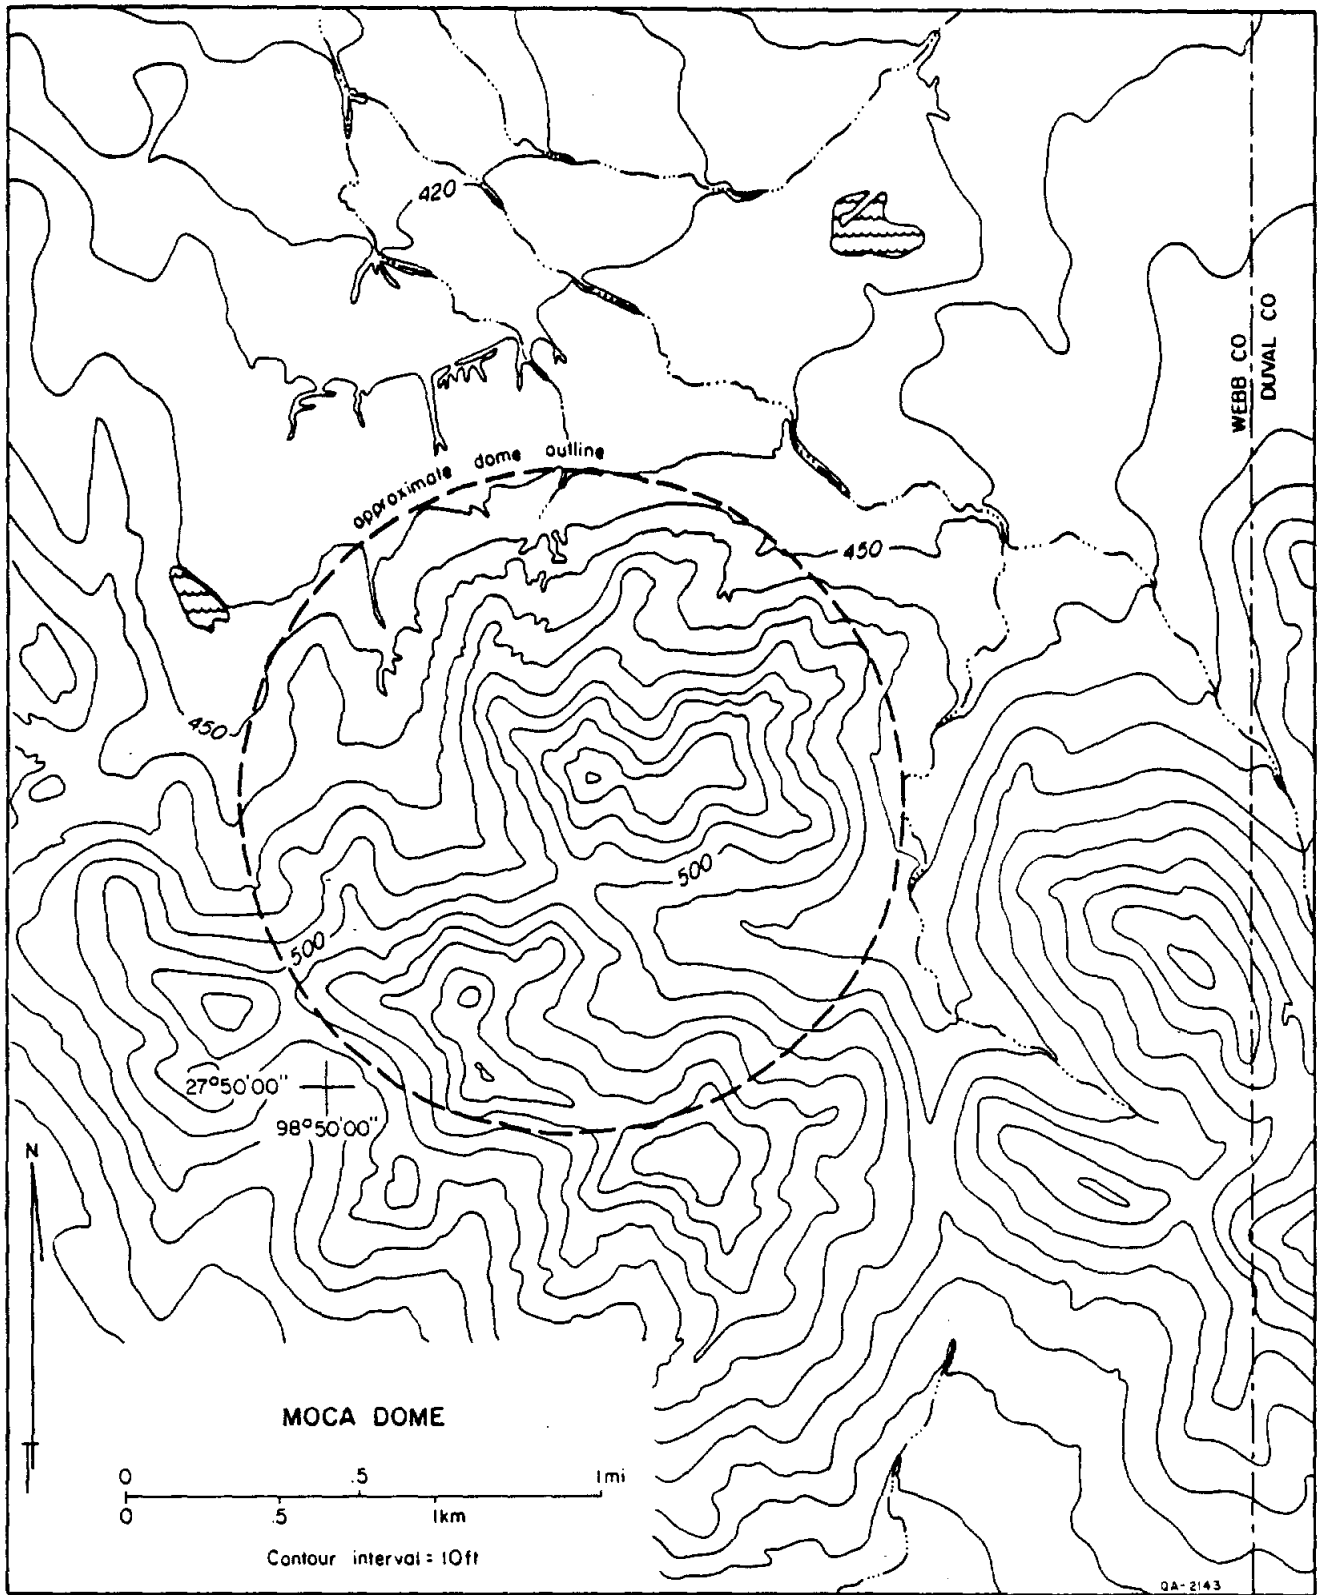 420
WEBB CO
DUVAL CO
approximate dome outline
450
450
500
500
27°50'00"
98°50'00"
N
MOCA DOME
0 .5 1mi
0 .5 1km
Contour interval = 10ft
QA-2143